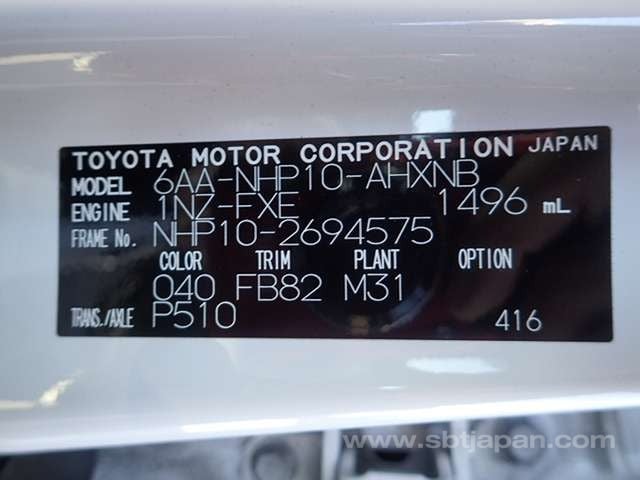 TOYOTA MOTOR CORPORATION JAPAN
MODEL 6AA-NHP10-AHXNB
ENGINE 1NZ-FXE 1496 mL
FRAME No. NHP10-2694575
COLOR TRIM PLANT OPTION
040 FB82 M31
TRANS./AXLE P510 416
www.sbtjapan.com